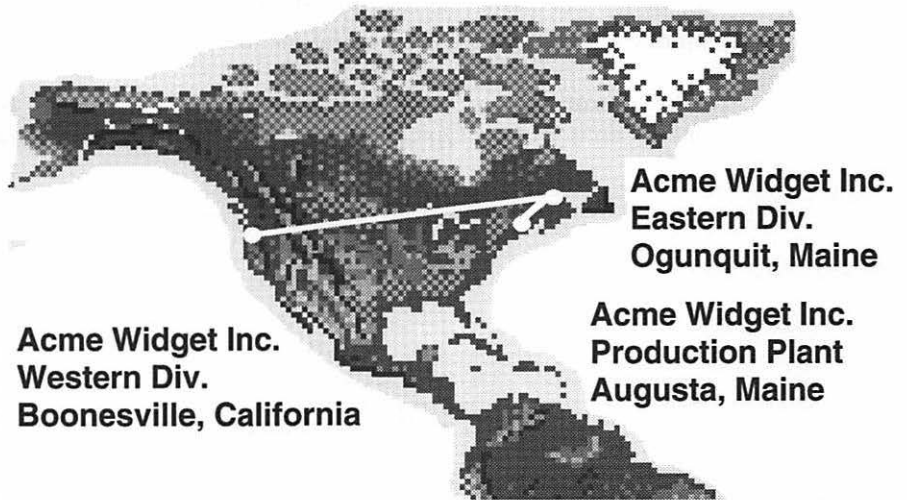 Acme Widget Inc.
Eastern Div.
Ogunquit, Maine
Acme Widget Inc.
Production Plant
Augusta, Maine
Acme Widget Inc.
Western Div.
Boonesville, California